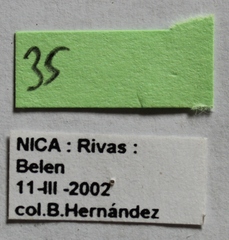 35
NICA : Rivas :
Belen
11-III -2002
col.B.Hernández